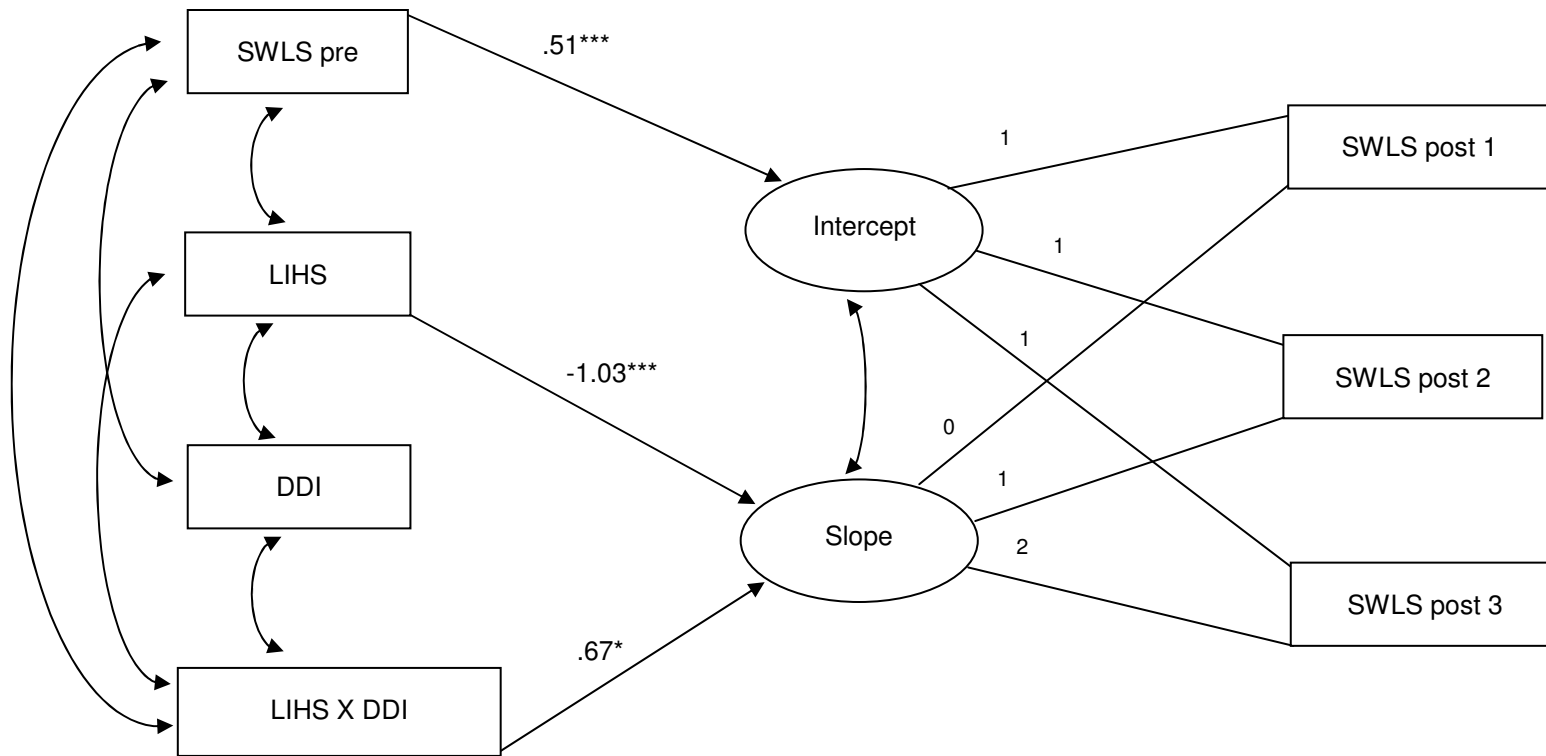 SWLS pre
.51***
1
SWLS post 1
Intercept
1
LIHS
1
SWLS post 2
-1.03***
0
DDI
1
Slope
2
SWLS post 3
.67*
LIHS X DDI